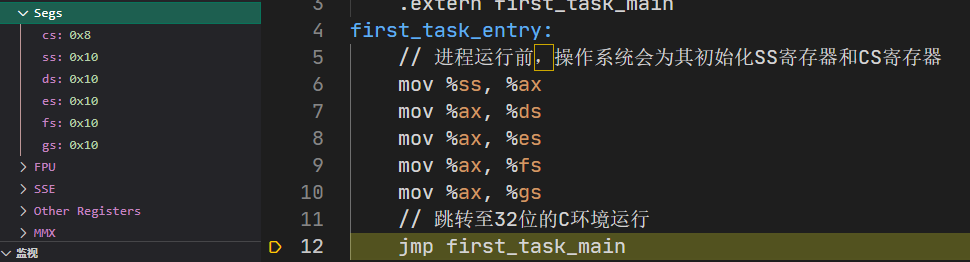 Segs
cs: 0x8
ss: 0x10
ds: 0x10
es: 0x10
fs: 0x10
gs: 0x10
FPU
SSE
Other Registers
MMX
监视
3 .extern first_task_main
4 first_task_entry:
5 // 进程运行前，操作系统会为其初始化SS寄存器和CS寄存器
6 mov %ss, %ax
7 mov %ax, %ds
8 mov %ax, %es
9 mov %ax, %fs
10 mov %ax, %gs
11 // 跳转至32位的C环境运行
12 jmp first_task_main